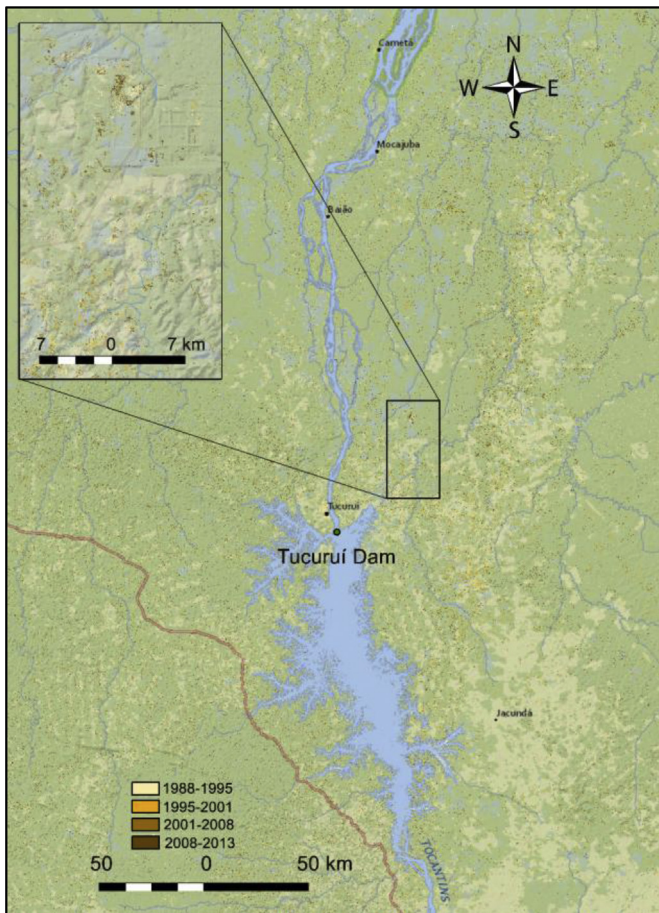 Cametá
N
W E
S
Mocajuba
Baião
7 0 7 km
Tucuruí
Tucuruí Dam
Jacundá
1988-1995
1995-2001
2001-2008
2008-2013
50 0 50 km
TOCANTINS